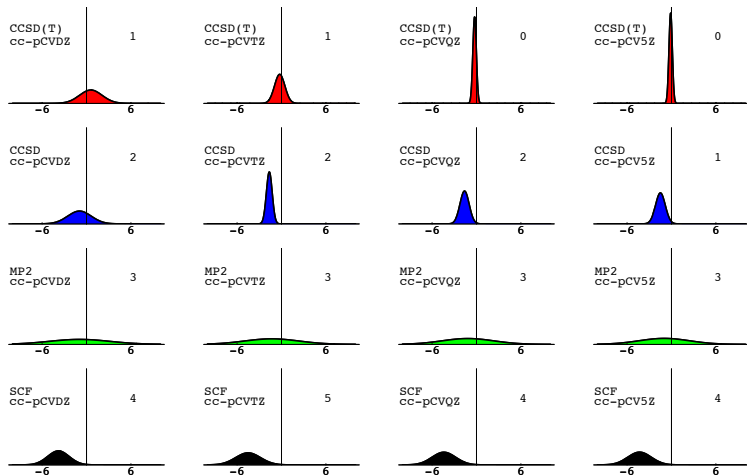 CCSD(T)
cc-pCVDZ
1
-6 6
CCSD(T)
cc-pCVTZ
1
-6 6
CCSD(T)
cc-pCVQZ
0
-6 6
CCSD(T)
cc-pCV5Z
0
-6 6
CCSD
cc-pCVDZ
2
-6 6
CCSD
cc-pCVTZ
2
-6 6
CCSD
cc-pCVQZ
2
-6 6
CCSD
cc-pCV5Z
1
-6 6
MP2
cc-pCVDZ
3
-6 6
MP2
cc-pCVTZ
3
-6 6
MP2
cc-pCVQZ
3
-6 6
MP2
cc-pCV5Z
3
-6 6
SCF
cc-pCVDZ
4
-6 6
SCF
cc-pCVTZ
5
-6 6
SCF
cc-pCVQZ
4
-6 6
SCF
cc-pCV5Z
4
-6 6